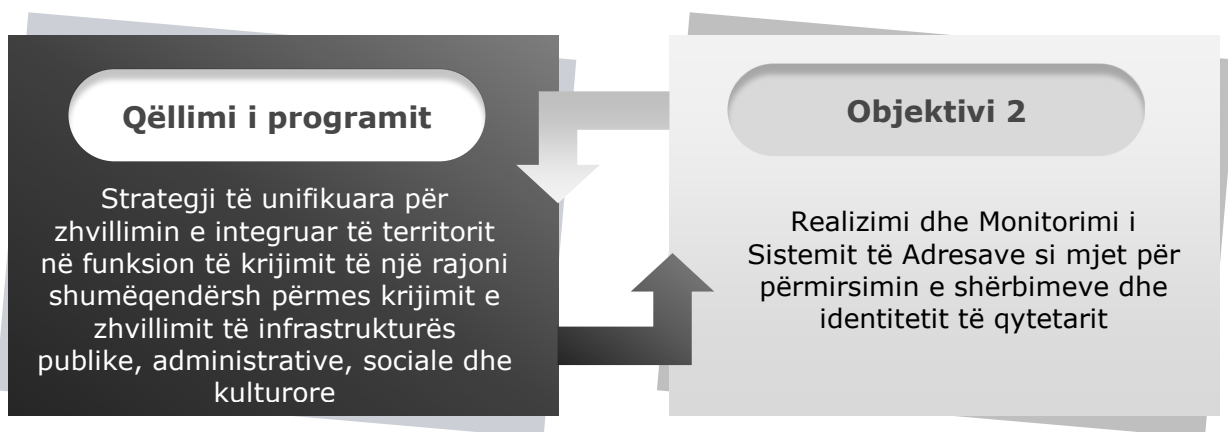 Qëllimi i programit
Strategji të unifikuara për
zhvillimin e integruar të territorit
në funksion të krijimit të një rajoni
shumëqendërsh përmes krijimit e
zhvillimit të infrastrukturës
publike, administrative, sociale dhe
kulturore
Objektivi 2
Realizimi dhe Monitorimi i
Sistemit të Adresave si mjet për
përmirsimin e shërbimeve dhe
identitetit të qytetarit